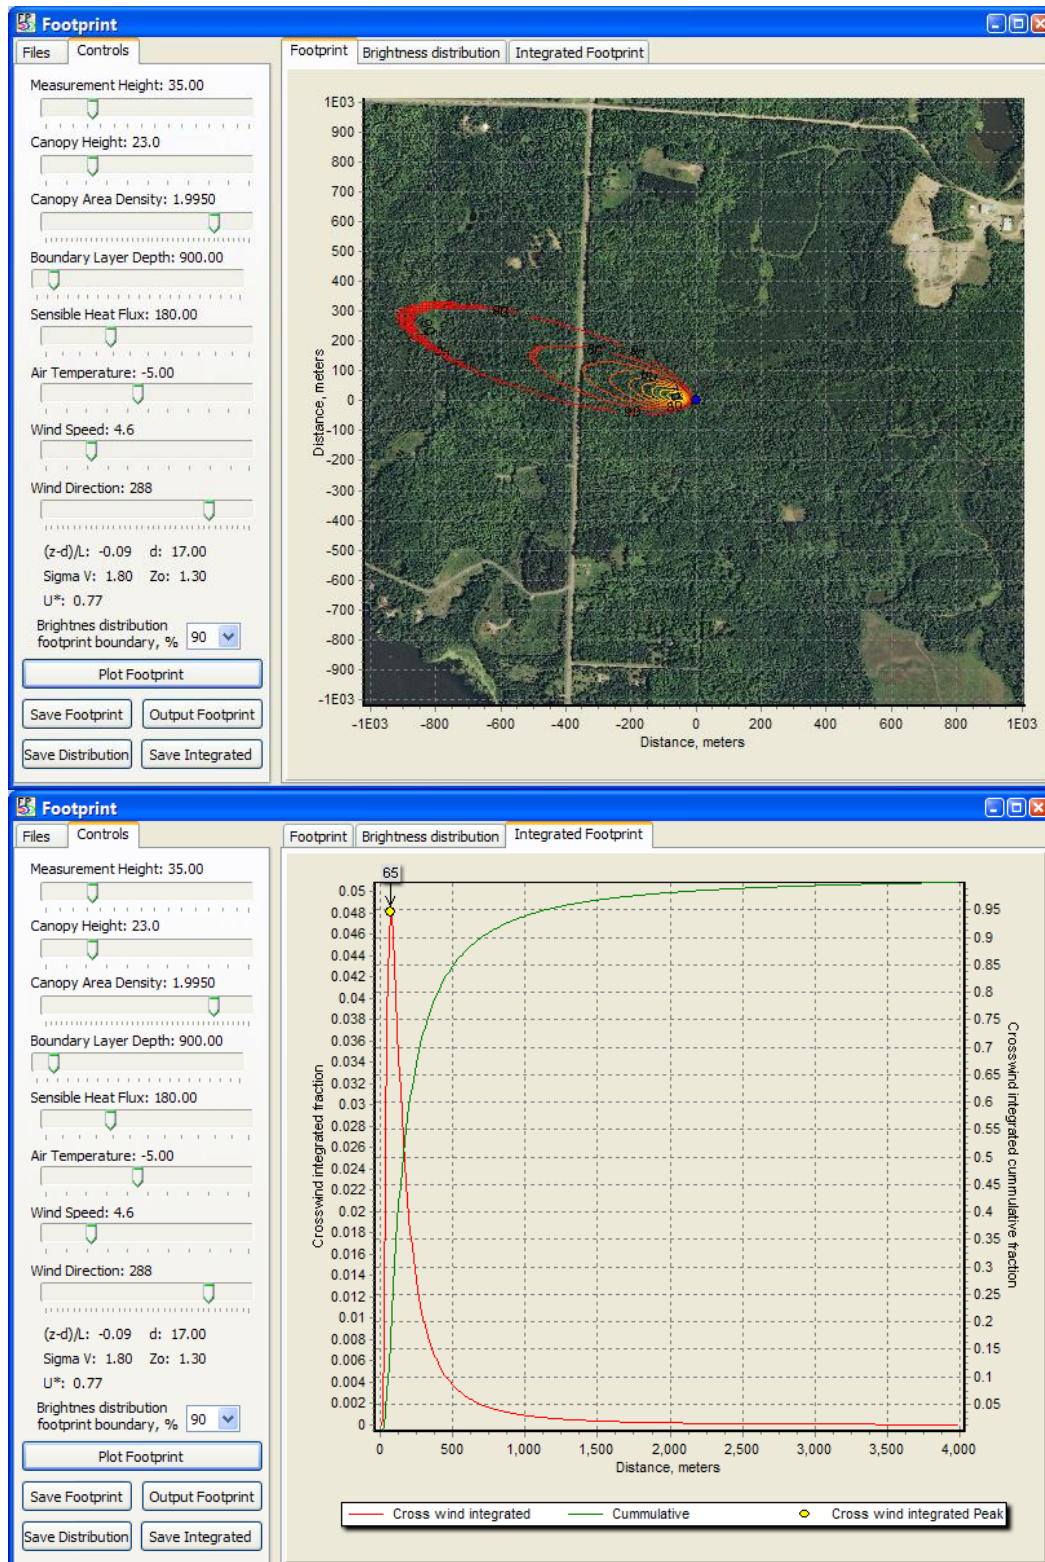 Footprint
Files Controls
Footprint Brightness distribution Integrated Footprint
Measurement Height: 35.00
Canopy Height: 23.0
Canopy Area Density: 1.9950
Boundary Layer Depth: 900.00
Sensible Heat Flux: 180.00
Air Temperature: -5.00
Wind Speed: 4.6
Wind Direction: 288
(z-d)/L: -0.09 d: 17.00
Sigma V: 1.80 Zo: 1.30
U*: 0.77
Brightnes distribution
footprint boundary, % 90
Plot Footprint
Save Footprint Output Footprint
Save Distribution Save Integrated
Distance, meters
1E03
900
800
700
600
500
400
300
200
100
0
-100
-200
-300
-400
-500
-600
-700
-800
-900
-1E03
-1E03 -800 -600 -400 -200 0 200 400 600 800 1E03
Distance, meters
Footprint
Files Controls
Footprint Brightness distribution Integrated Footprint
Measurement Height: 35.00
Canopy Height: 23.0
Canopy Area Density: 1.9950
Boundary Layer Depth: 900.00
Sensible Heat Flux: 180.00
Air Temperature: -5.00
Wind Speed: 4.6
Wind Direction: 288
(z-d)/L: -0.09 d: 17.00
Sigma V: 1.80 Zo: 1.30
U*: 0.77
Brightnes distribution
footprint boundary, % 90
Plot Footprint
Save Footprint Output Footprint
Save Distribution Save Integrated
65
Crosswind integrated fraction
0.05
0.048
0.046
0.044
0.042
0.04
0.038
0.036
0.034
0.032
0.03
0.028
0.026
0.024
0.022
0.02
0.018
0.016
0.014
0.012
0.01
0.008
0.006
0.004
0.002
0
0.95
0.9
0.85
0.8
0.75
0.7
0.65
0.6
0.55
0.5
0.45
0.4
0.35
0.3
0.25
0.2
0.15
0.1
0.05
Crosswind integrated cummulative fraction
0 500 1,000 1,500 2,000 2,500 3,000 3,500 4,000
Distance, meters
Cross wind integrated Cummulative Cross wind integrated Peak